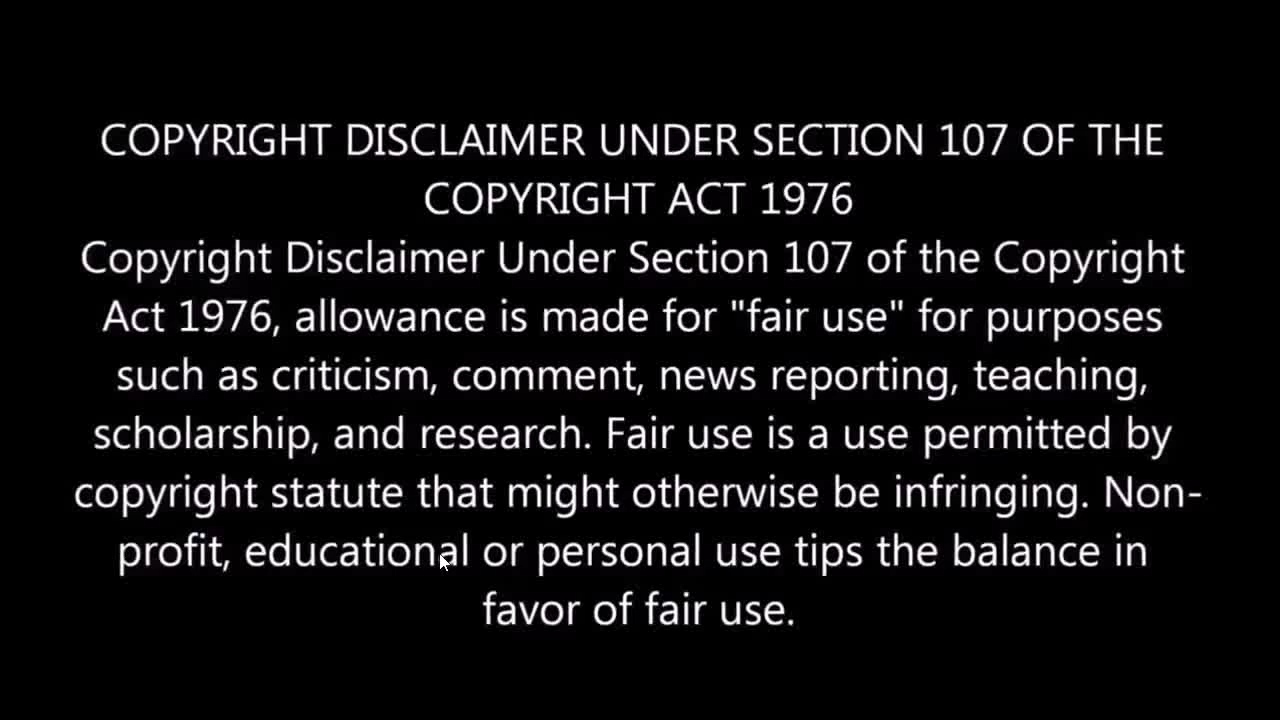 COPYRIGHT DISCLAIMER UNDER SECTION 107 OF THE
COPYRIGHT ACT 1976
Copyright Disclaimer Under Section 107 of the Copyright
Act 1976, allowance is made for "fair use" for purposes
such as criticism, comment, news reporting, teaching,
scholarship, and research. Fair use is a use permitted by
copyright statute that might otherwise be infringing. Non-
profit, educational or personal use tips the balance in
favor of fair use.